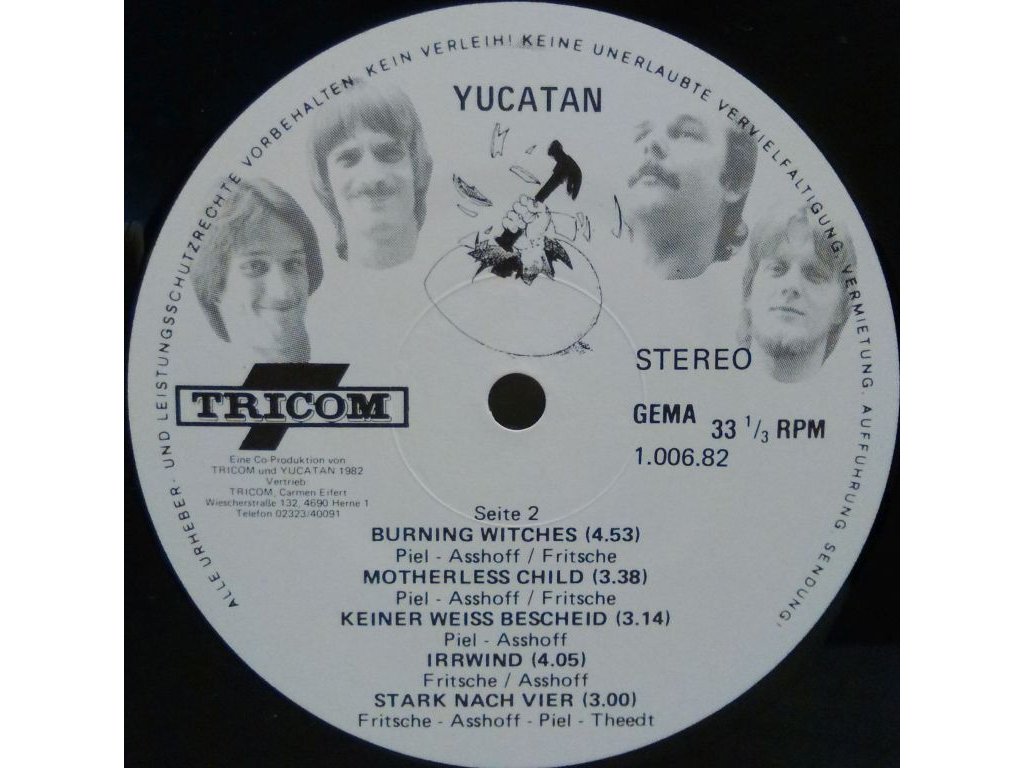 ALLE URHEBER- UND LEISTUNGSSCHUTZRECHTE VORBEHALTEN. KEIN VERLEIH! KEINE UNERLAUBTE VERVIELFÄLTIGUNG, VERMIETUNG, AUFFÜHRUNG, SENDUNG!
YUCATAN
STEREO
TRICOM
GEMA 33 1/3 RPM
1.006.82
Eine Co-Produktion von
TRICOM und YUCATAN 1982
Vertrieb
TRICOM, Carmen Eifert
Wiescherstraße 132, 4690 Herne 1
Telefon 02323/40091
Seite 2
BURNING WITCHES (4.53)
Piel - Asshoff / Fritsche
MOTHERLESS CHILD (3.38)
Piel - Asshoff / Fritsche
KEINER WEISS BESCHEID (3.14)
Piel - Asshoff
IRRWIND (4.05)
Fritsche / Asshoff
STARK NACH VIER (3.00)
Fritsche - Asshoff - Piel - Theedt